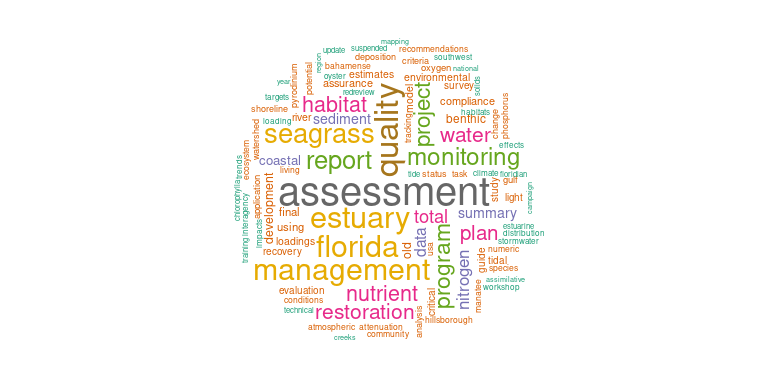 mapping
update suspended recommendations
region deposition criteria southwest
potential bahamense oxygen national
year pyrodinium oyster estimates environmental solids
assurance quality model survey
targets redreview
shoreline habitat project compliance
loading river sediment tracking habitats
watershed seagrass water benthic change phosphorus
ecosystem coastal report monitoring effects
trends living tide status task climate floridian
chlorophylla application development assessment study gulf campaign
interagency final estuary total summary light
training impacts using data plan estuarine
loadings florida old usa distribution
recovery program stormwater
management nitrogen guide numeric
tidal
species
evaluation nutrient critical manatee assimilative
conditions workshop
technical restoration analysis hillsborough
atmospheric attenuation
creeks community